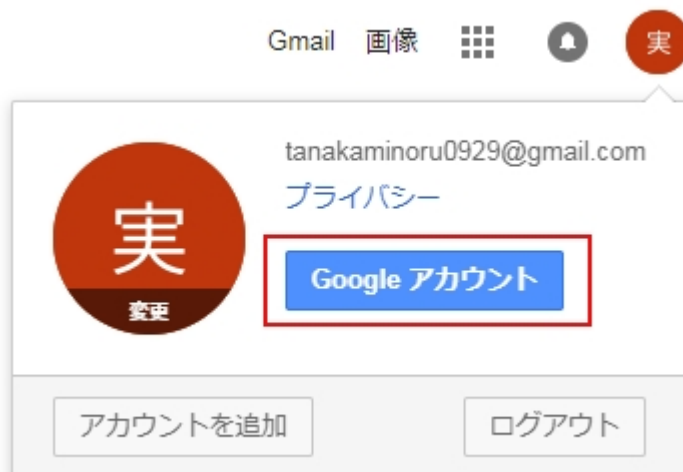 Gmail 画像 実
tanakaminoru0929@gmail.com
プライバシー
実
変更
Google アカウント
アカウントを追加 ログアウト